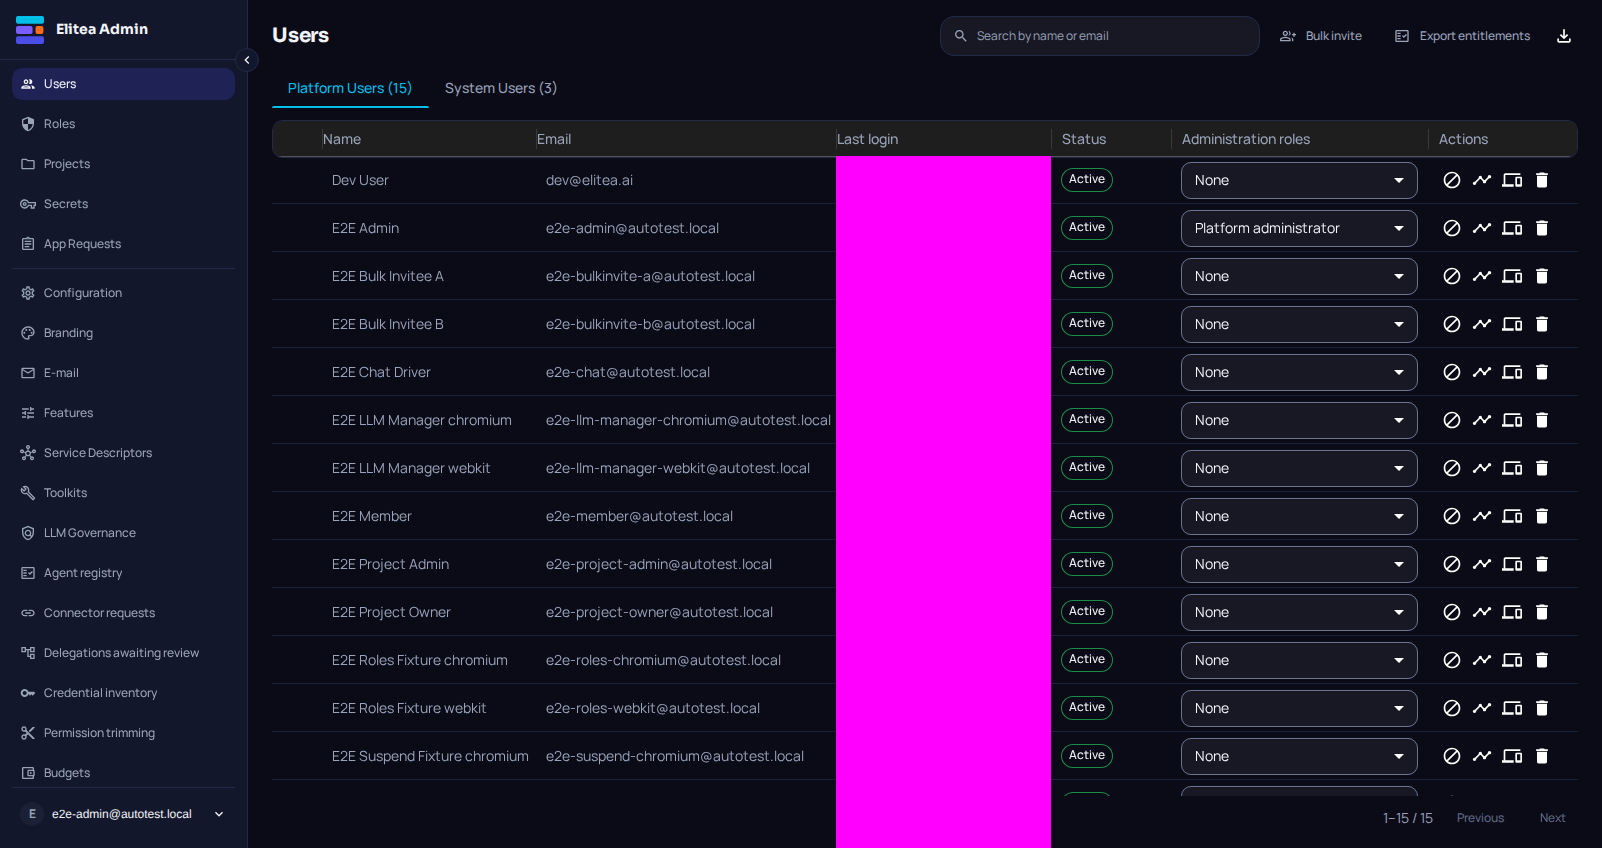 Elitea Admin
Users
Roles
Projects
Secrets
App Requests
Configuration
Branding
E-mail
Features
Service Descriptors
Toolkits
LLM Governance
Agent registry
Connector requests
Delegations awaiting review
Credential inventory
Permission trimming
Budgets
E e2e-admin@autotest.local
Users
Search by name or email
Bulk invite
Export entitlements
Platform Users (15) System Users (3)
Name Email Last login Status Administration roles Actions
Dev User dev@elitea.ai Active None
E2E Admin e2e-admin@autotest.local Active Platform administrator
E2E Bulk Invitee A e2e-bulkinvite-a@autotest.local Active None
E2E Bulk Invitee B e2e-bulkinvite-b@autotest.local Active None
E2E Chat Driver e2e-chat@autotest.local Active None
E2E LLM Manager chromium e2e-llm-manager-chromium@autotest.local Active None
E2E LLM Manager webkit e2e-llm-manager-webkit@autotest.local Active None
E2E Member e2e-member@autotest.local Active None
E2E Project Admin e2e-project-admin@autotest.local Active None
E2E Project Owner e2e-project-owner@autotest.local Active None
E2E Roles Fixture chromium e2e-roles-chromium@autotest.local Active None
E2E Roles Fixture webkit e2e-roles-webkit@autotest.local Active None
E2E Suspend Fixture chromium e2e-suspend-chromium@autotest.local Active None
1–15 / 15 Previous Next